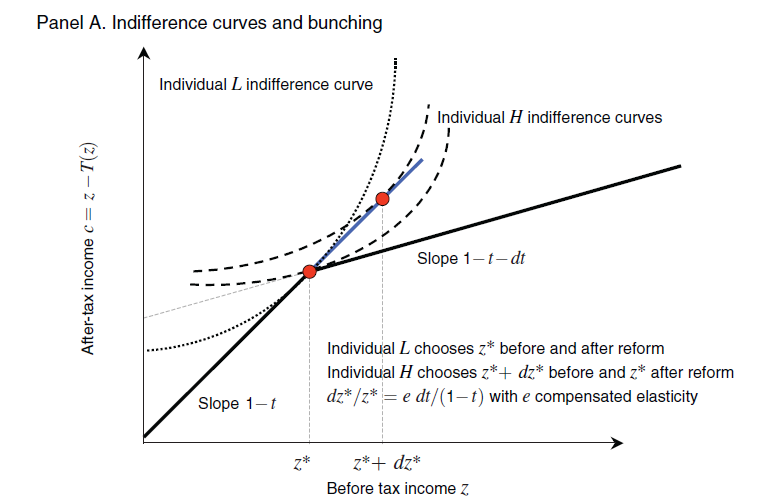 Panel A. Indifference curves and bunching
Individual L indifference curve
Individual H indifference curves
After-tax income c = z − T(z)
Slope 1−t−dt
Individual L chooses z* before and after reform
Individual H chooses z*+ dz* before and z* after reform
dz*/z* = e dt/(1−t) with e compensated elasticity
Slope 1−t
z*
z*+ dz*
Before tax income z